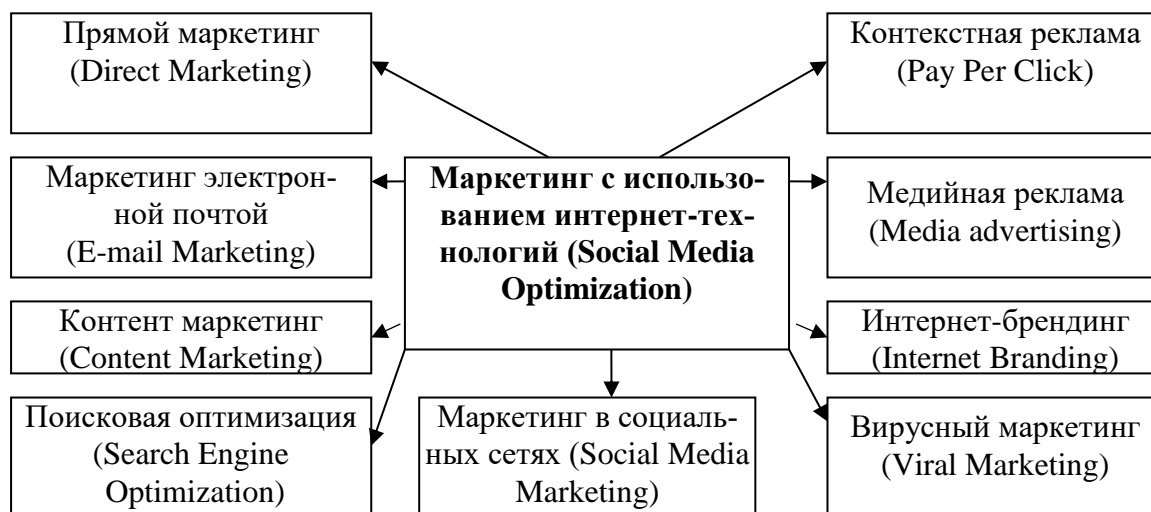 Прямой маркетинг
(Direct Marketing)
Контекстная реклама
(Pay Per Click)
Маркетинг электрон-
ной почтой
(E-mail Marketing)
Маркетинг с использо-
ванием интернет-тех-
нологий (Social Media
Optimization)
Медийная реклама
(Media advertising)
Контент маркетинг
(Content Marketing)
Интернет-брендинг
(Internet Branding)
Поисковая оптимизация
(Search Engine
Optimization)
Маркетинг в социаль-
ных сетях (Social Media
Marketing)
Вирусный маркетинг
(Viral Marketing)